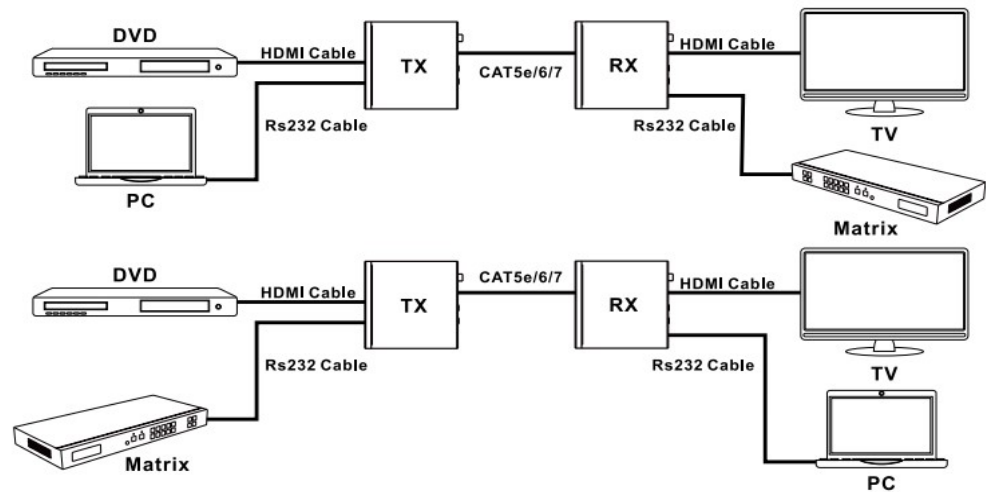 DVD
HDMI Cable
TX
CAT5e/6/7
RX
HDMI Cable
Rs232 Cable
Rs232 Cable
TV
PC
Matrix
DVD
HDMI Cable
TX
CAT5e/6/7
RX
HDMI Cable
Rs232 Cable
Rs232 Cable
TV
Matrix
PC